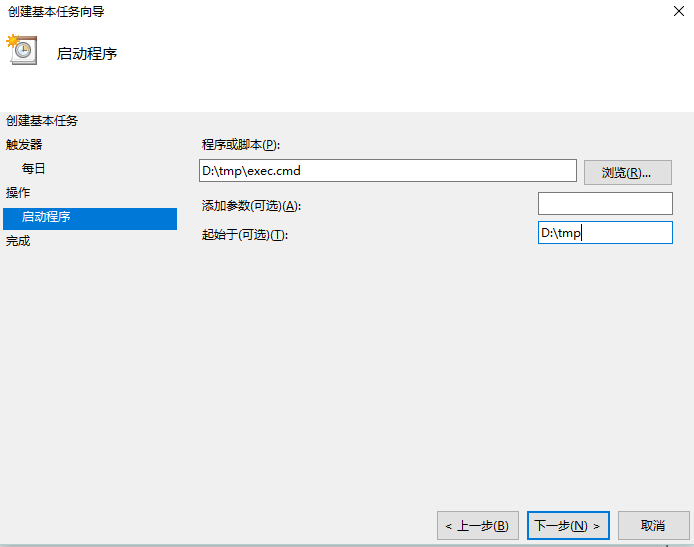 创建基本任务向导
启动程序
创建基本任务
触发器
每日
操作
启动程序
完成
程序或脚本(P):
D:\tmp\exec.cmd
浏览(R)...
添加参数(可选)(A):
起始于(可选)(T):
D:\tmp
< 上一步(B)
下一步(N) >
取消